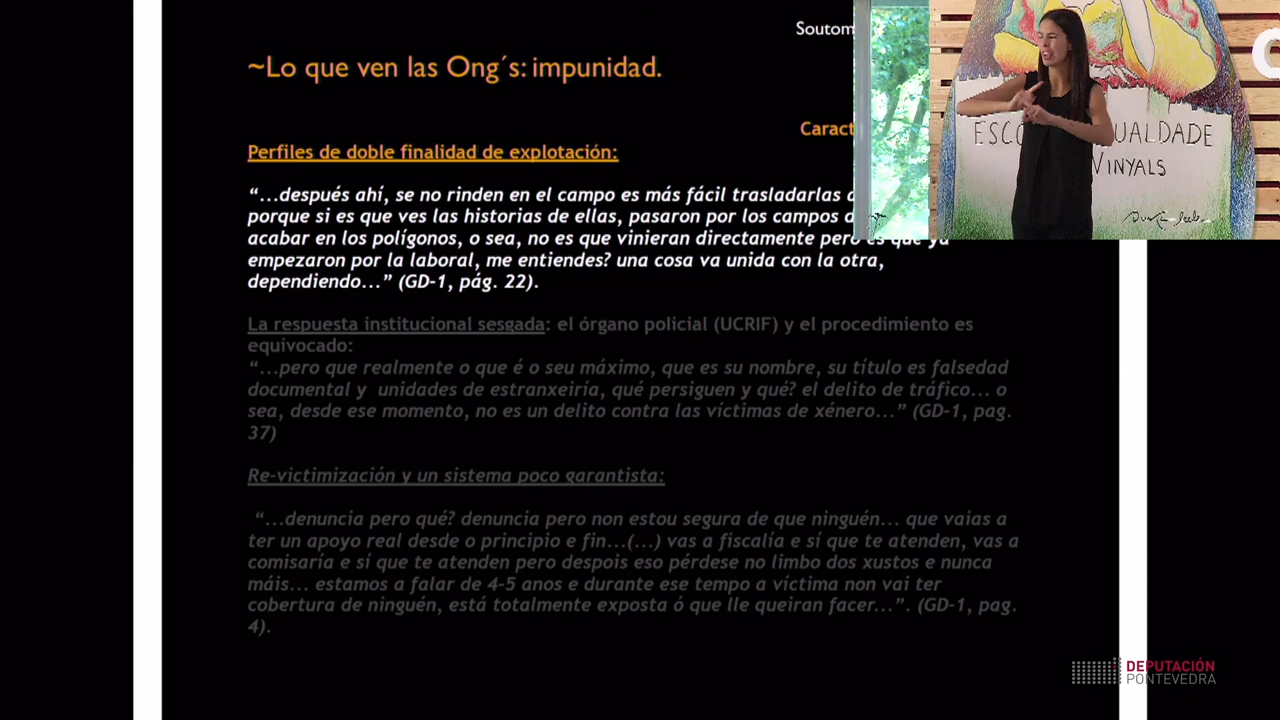 Soutom
~Lo que ven las Ong´s: impunidad.
Caract
Perfiles de doble finalidad de explotación:
“...después ahí, se no rinden en el campo es más fácil trasladarlas
porque si es que ves las historias de ellas, pasaron por los campos
acabar en los polígonos, o sea, no es que vinieran directamente pero es que ya
empezaron por la laboral, me entiendes? una cosa va unida con la otra,
dependiendo...” (GD-1, pág. 22).
La respuesta institucional sesgada: el órgano policial (UCRIF) y el procedimiento es
equivocado:
“...pero que realmente o que é o seu máximo, que es su nombre, su título es falsedad
documental y unidades de estranxeiría, qué persiguen y qué? el delito de tráfico... o
sea, desde ese momento, no es un delito contra las víctimas de xénero...” (GD-1, pag.
37)
Re-victimización y un sistema poco garantista:
“...denuncia pero qué? denuncia pero non estou segura de que ninguén... que vaias a
ter un apoyo real desde o principio e fin...(...) vas a fiscalía e sí que te atenden, vas a
comisaría e sí que te atenden pero despois eso pérdese no limbo dos xustos e nunca
máis... estamos a falar de 4-5 anos e durante ese tempo a víctima non vai ter
cobertura de ninguén, está totalmente exposta ó que lle queiran facer...”. (GD-1, pag.
4).
ESCO UALDADE
VINYALS
DEPUTACIÓN
PONTEVEDRA